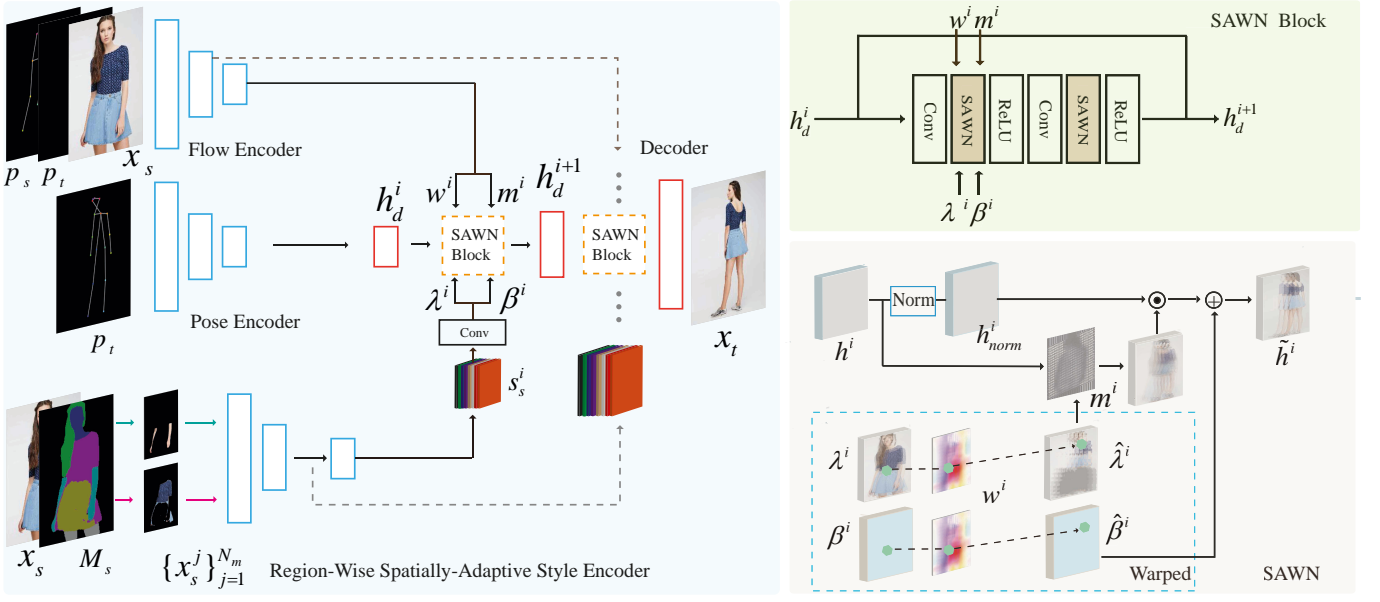 x_s
p_s p_t
Flow Encoder
Pose Encoder
p_t
h_d^i
w^i m^i
SAWN
Block
λ^i β^i
h_d^{i+1}
Conv
s_s^i
Decoder
SAWN
Block
x_t
x_s M_s {x_s^j}_{j=1}^{N_m}
Region-Wise Spatially-Adaptive Style Encoder
SAWN Block
w^i m^i
h_d^i
Conv
SAWN
ReLU
Conv
SAWN
ReLU
h_d^{i+1}
λ^i β^i
h^i
Norm
h_{norm}^i
h̃^i
m^i
λ^i
w^i
λ̂^i
β^i
β̂^i
Warped
SAWN